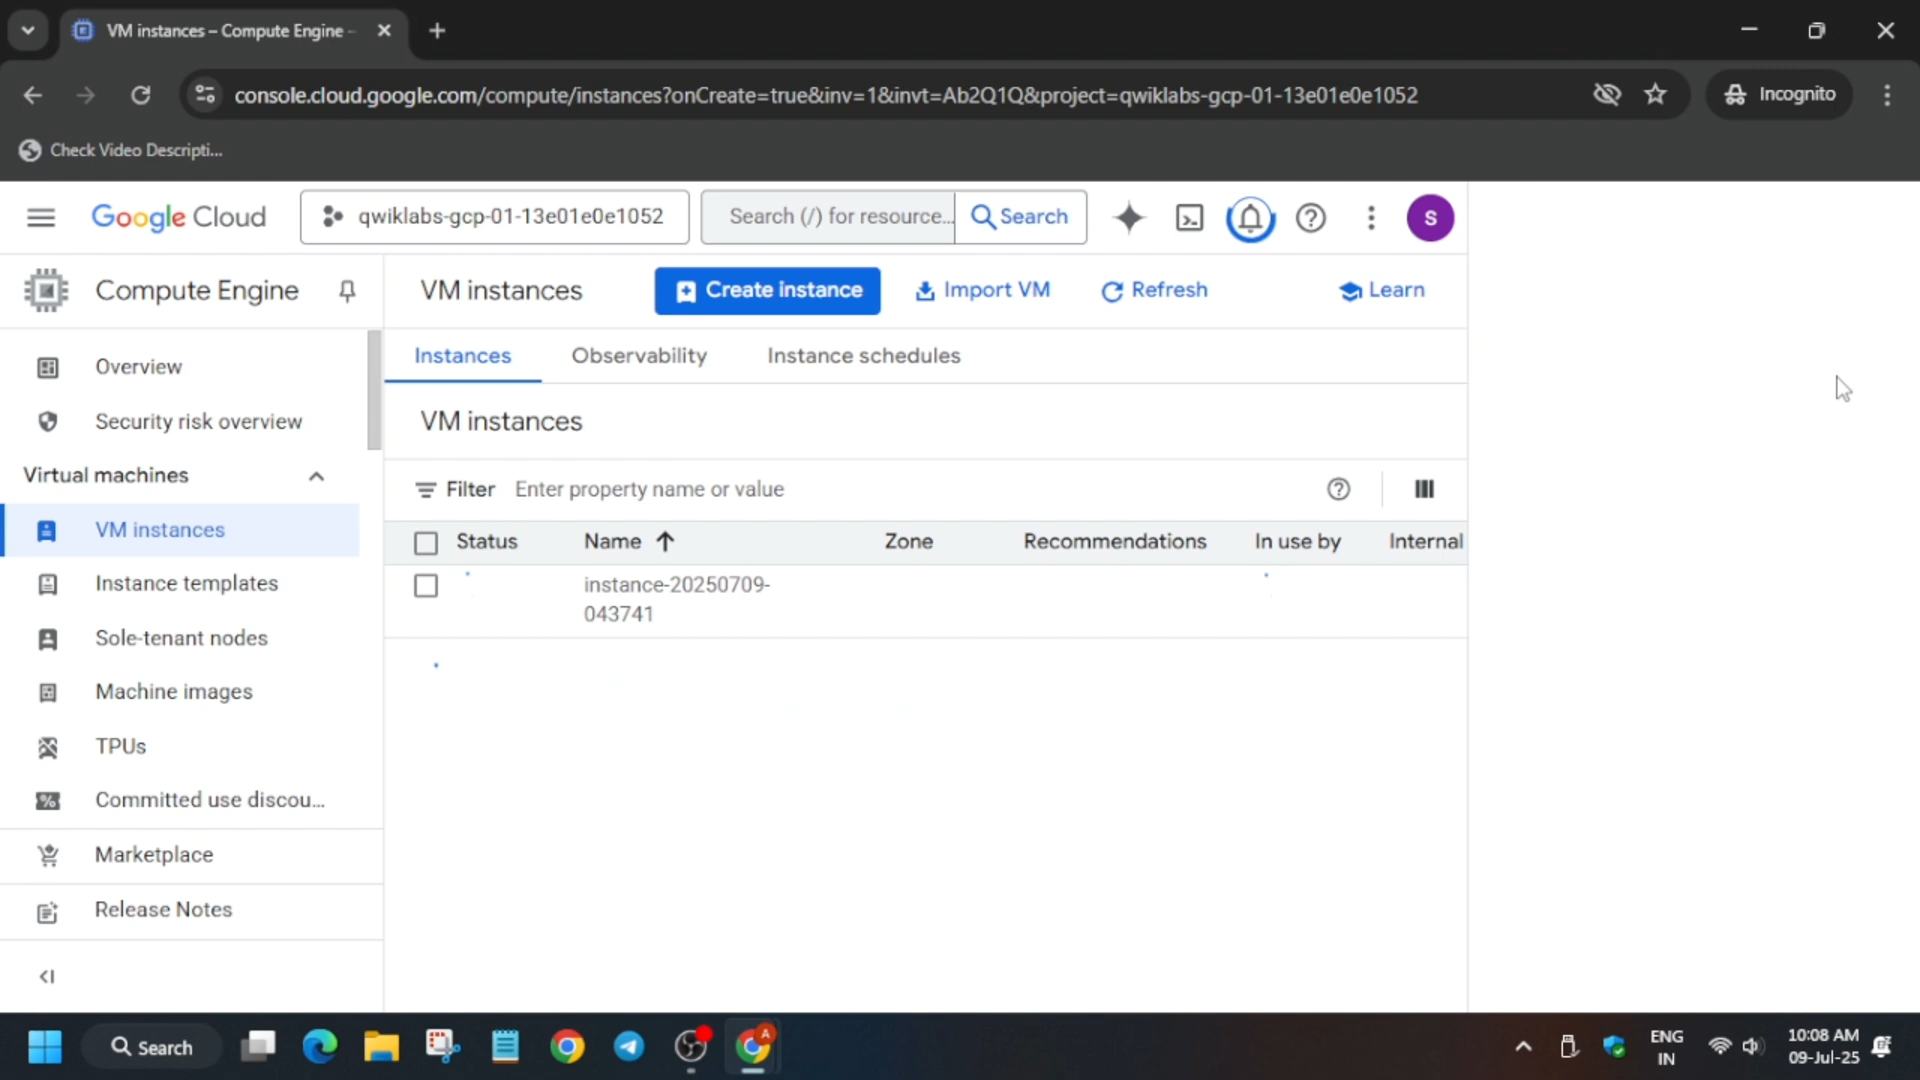 VM instances – Compute Engine -
console.cloud.google.com/compute/instances?onCreate=true&inv=1&invt=Ab2Q1Q&project=qwiklabs-gcp-01-13e01e0e1052
Incognito
Check Video Descripti...
Google Cloud
qwiklabs-gcp-01-13e01e0e1052
Search (/) for resource...
Search
S
Compute Engine
VM instances
Create instance
Import VM
Refresh
Learn
Overview
Security risk overview
Virtual machines
VM instances
Instance templates
Sole-tenant nodes
Machine images
TPUs
Committed use discou...
Marketplace
Release Notes
Instances
Observability
Instance schedules
VM instances
Filter Enter property name or value
Status Name Zone Recommendations In use by Internal
instance-20250709-
043741
Search
A
ENG
IN
10:08 AM
09-Jul-25